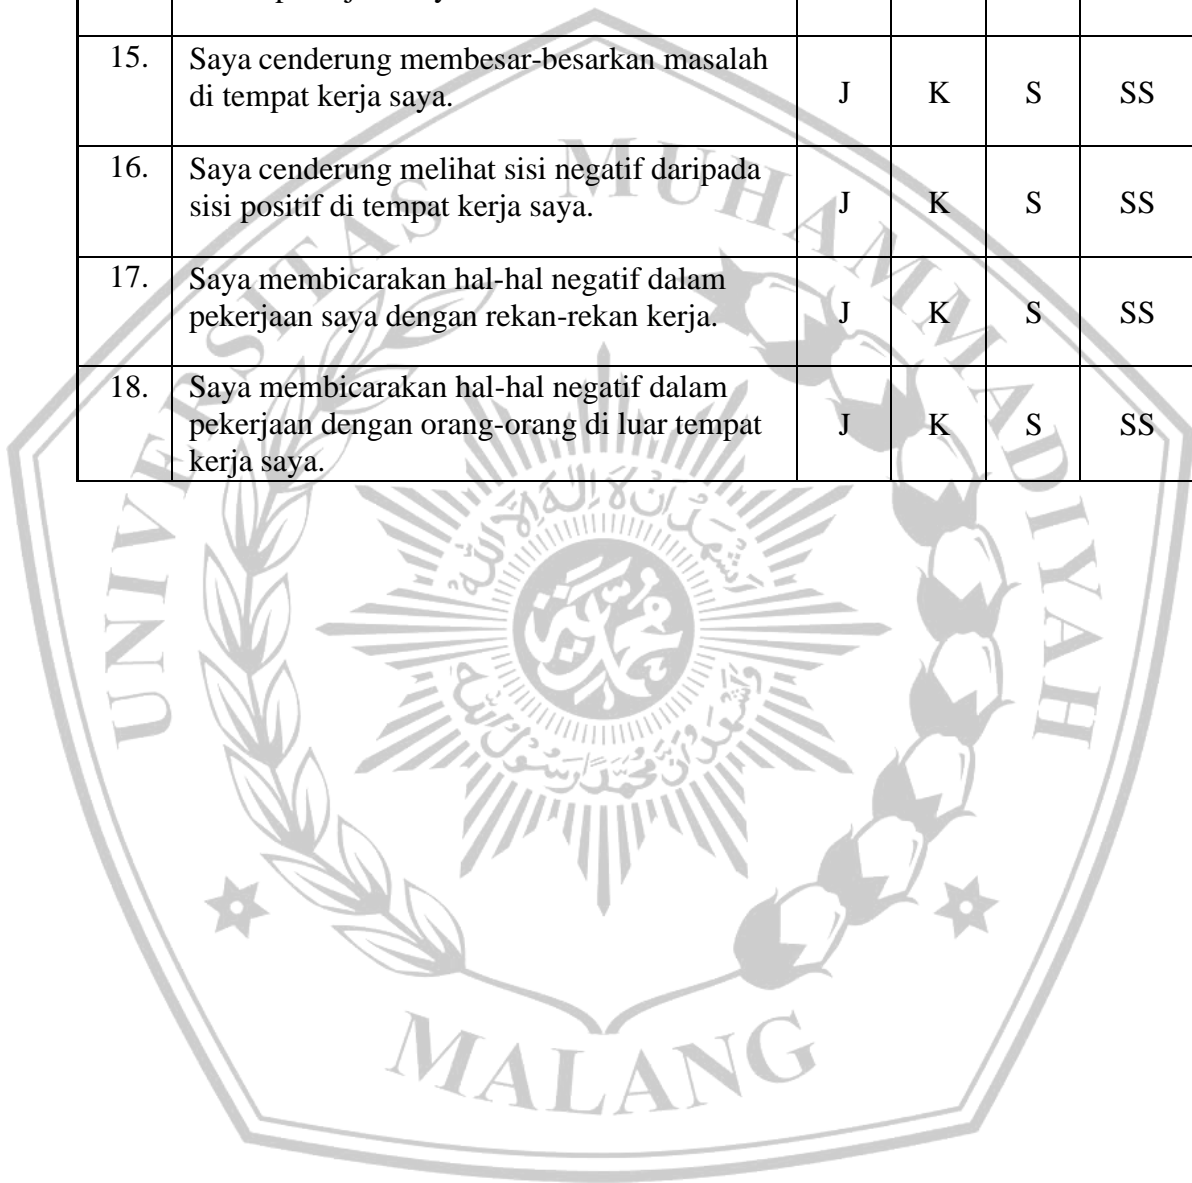 15. Saya cenderung membesar-besarkan masalah
di tempat kerja saya. J K S SS
16. Saya cenderung melihat sisi negatif daripada
sisi positif di tempat kerja saya. J K S SS
17. Saya membicarakan hal-hal negatif dalam
pekerjaan saya dengan rekan-rekan kerja. J K S SS
18. Saya membicarakan hal-hal negatif dalam
pekerjaan dengan orang-orang di luar tempat J K S SS
kerja saya.
UNIVERSITAS MUHAMMADIYAH
MALANG